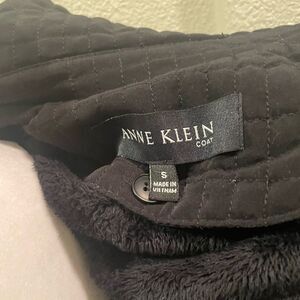 ANNE KLEIN
COAT
S
MADE IN
VIETNAM